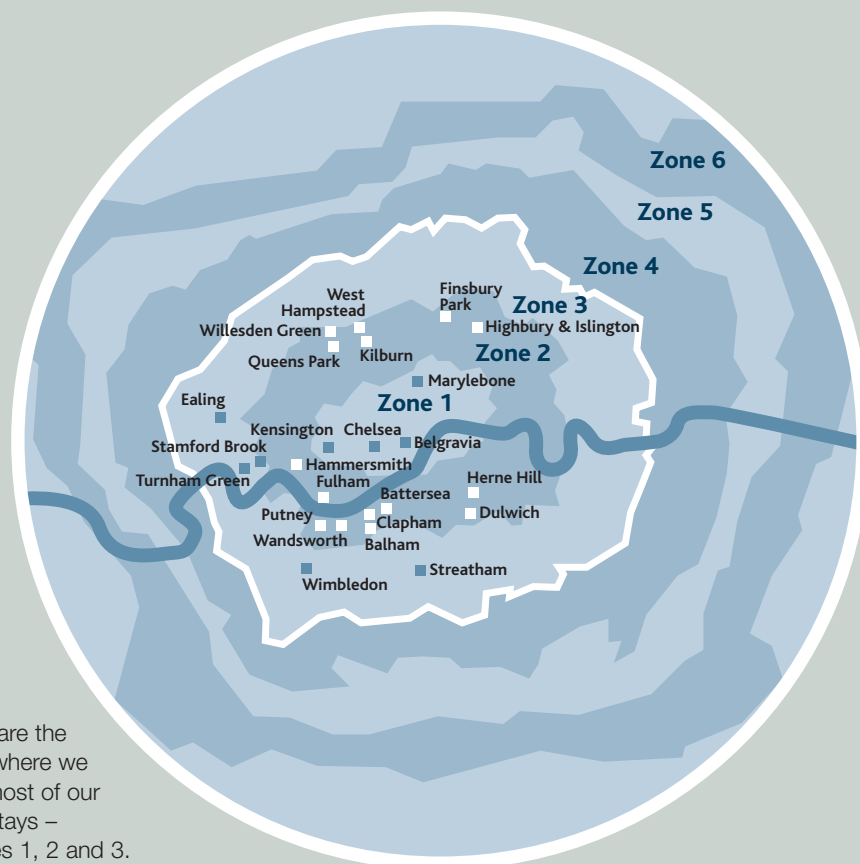 Zone 6
Zone 5
Zone 4
Finsbury
Park
West
Hampstead
Zone 3
Willesden Green
Highbury & Islington
Queens Park
Kilburn
Zone 2
Marylebone
Ealing
Zone 1
Kensington
Chelsea
Belgravia
Stamford Brook
Hammersmith
Turnham Green
Fulham
Herne Hill
Battersea
Putney
Clapham
Dulwich
Wandsworth
Balham
Wimbledon
Streatham
are the
where we
most of our
tays –
es 1, 2 and 3.